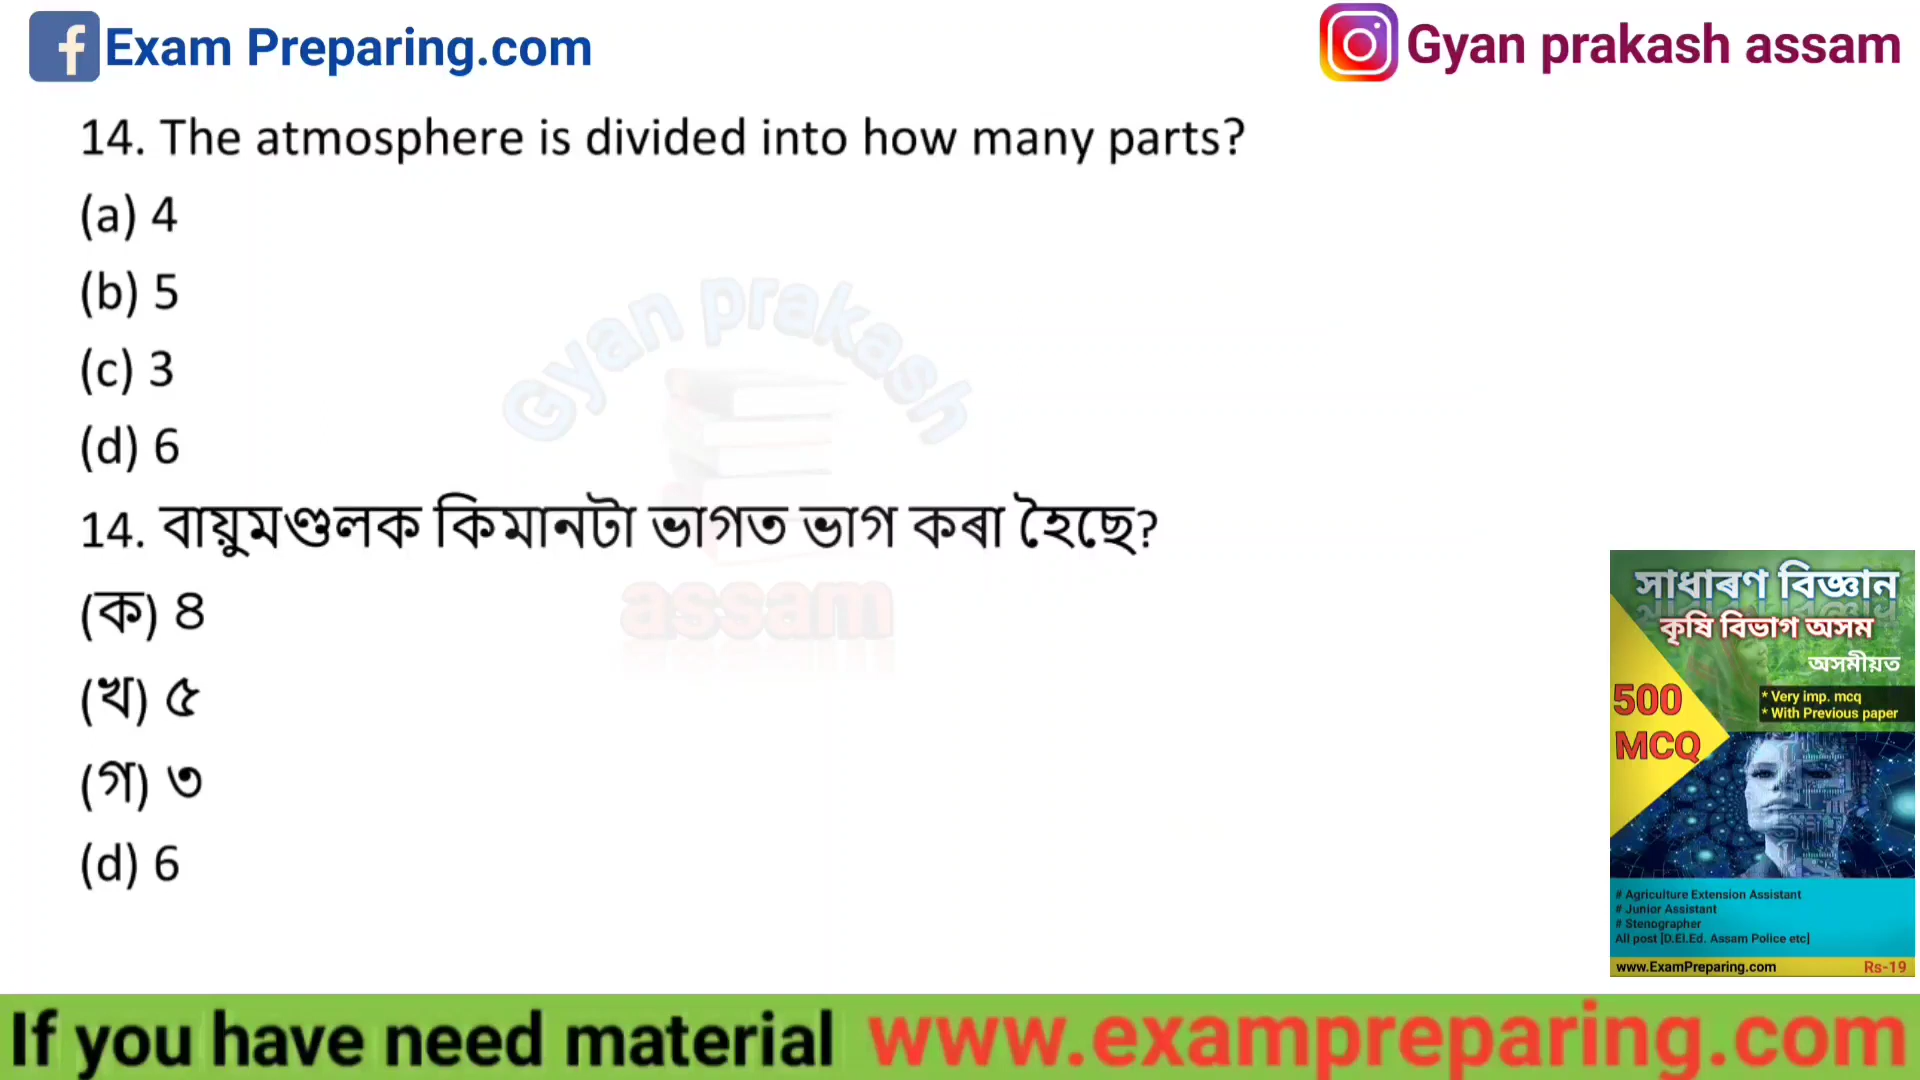 Exam Preparing.com
Gyan prakash assam
14. The atmosphere is divided into how many parts?
(a) 4
(b) 5
(c) 3
(d) 6
Gyan prakash
assam
14. বায়ুমণ্ডলক কিমানটা ভাগত ভাগ কৰা হৈছে?
(ক) ৪
(খ) ৫
(গ) ৩
(d) 6
সাধাৰণ বিজ্ঞান
কৃষি বিভাগ অসম
অসমীয়ত
500
MCQ
* Very imp. mcq
* With Previous paper
# Agriculture Extension Assistant
# Junior Assistant
# Stenographer
All post [D.El.Ed. Assam Police etc]
www.ExamPreparing.com Rs-19
If you have need material www.exampreparing.com